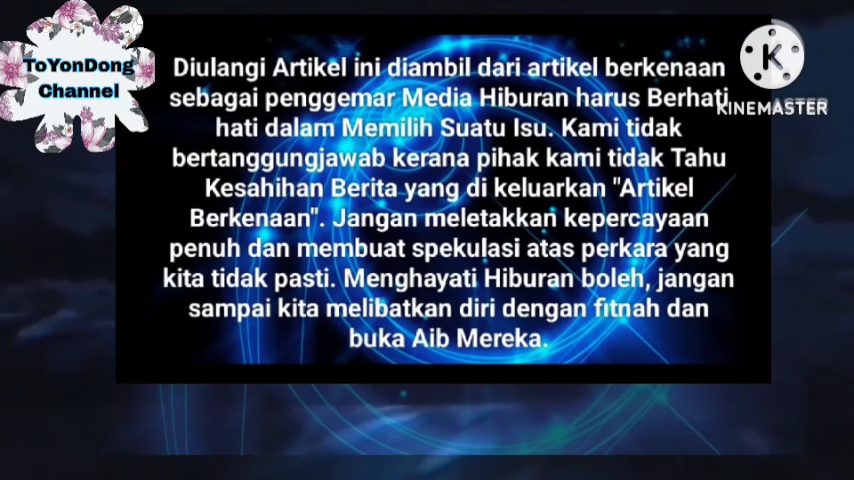 ToYonDong
Channel
KINEMASTER
Diulangi Artikel ini diambil dari artikel berkenaan
sebagai penggemar Media Hiburan harus Berhati
hati dalam Memilih Suatu Isu. Kami tidak
bertanggungjawab kerana pihak kami tidak Tahu
Kesahihan Berita yang di keluarkan "Artikel
Berkenaan". Jangan meletakkan kepercayaan
penuh dan membuat spekulasi atas perkara yang
kita tidak pasti. Menghayati Hiburan boleh, jangan
sampai kita melibatkan diri dengan fitnah dan
buka Aib Mereka.